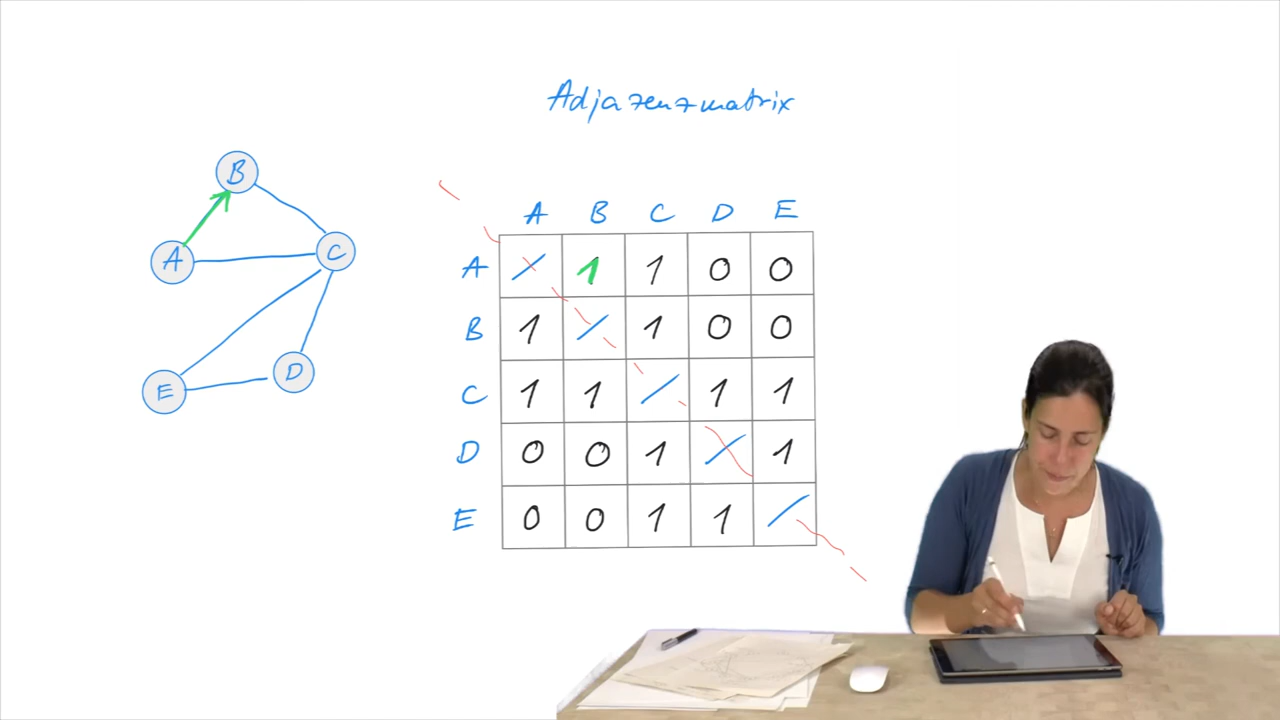 Adjazenzmatrix
B
A
C
E
D
A B C D E
A / 1 1 0 0
B 1 / 1 0 0
C 1 1 / 1 1
D 0 0 1 / 1
E 0 0 1 1 /